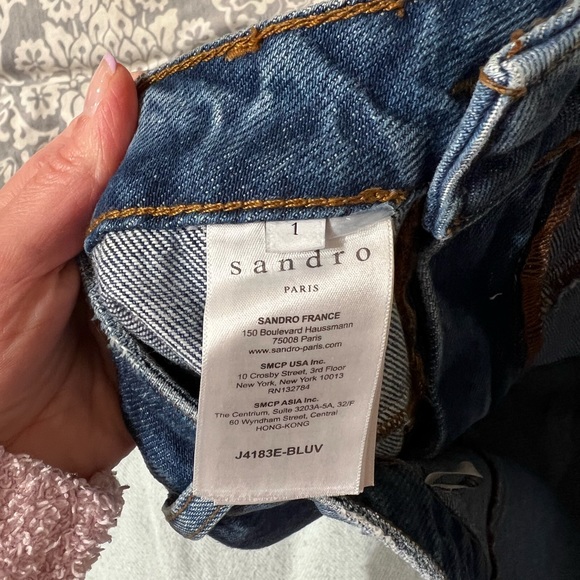 1
sandro
PARIS
SANDRO FRANCE
150 Boulevard Haussmann
75008 Paris
www.sandro-paris.com
SMCP USA Inc.
10 Crosby Street, 3rd Floor
New York, New York 10013
RN132784
SMCP ASIA Inc.
The Centrium, Suite 3203A-5A, 32/F
60 Wyndham Street, Central
HONG-KONG
J4183E-BLUV